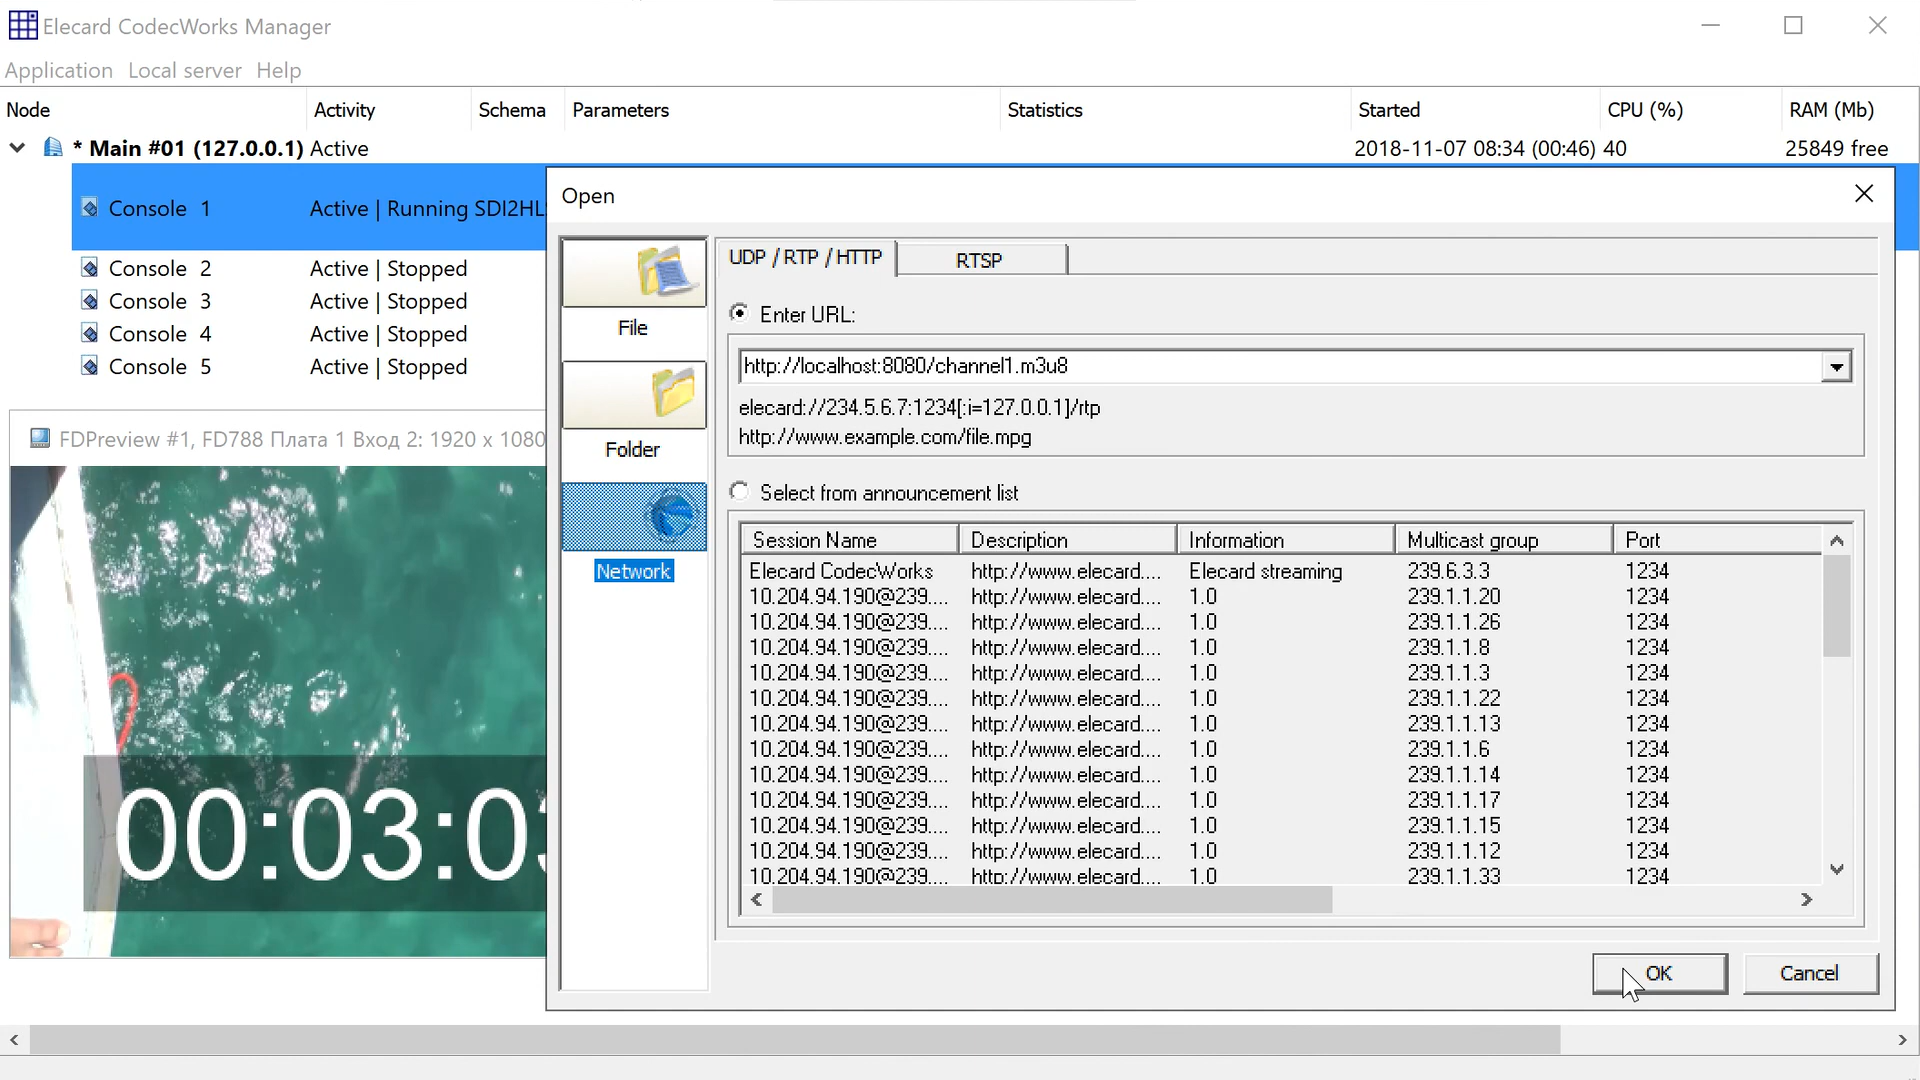 Elecard CodecWorks Manager
Application Local server Help
Node Activity Schema Parameters Statistics Started CPU (%) RAM (Mb)
* Main #01 (127.0.0.1) Active 2018-11-07 08:34 (00:46) 40 25849 free
Console 1 Active | Running SDI2HL
Console 2 Active | Stopped
Console 3 Active | Stopped
Console 4 Active | Stopped
Console 5 Active | Stopped
FDPreview #1, FD788 Плата 1 Вход 2: 1920 x 1080
00:03:03
Open
File
Folder
Network
UDP / RTP / HTTP RTSP
Enter URL:
http://localhost:8080/channel1.m3u8
elecard://234.5.6.7:1234[:i=127.0.0.1]/rtp
http://www.example.com/file.mpg
Select from announcement list
Session Name Description Information Multicast group Port
Elecard CodecWorks http://www.elecard.... Elecard streaming 239.6.3.3 1234
10.204.94.190@239.... http://www.elecard.... 1.0 239.1.1.20 1234
10.204.94.190@239.... http://www.elecard.... 1.0 239.1.1.26 1234
10.204.94.190@239.... http://www.elecard.... 1.0 239.1.1.8 1234
10.204.94.190@239.... http://www.elecard.... 1.0 239.1.1.3 1234
10.204.94.190@239.... http://www.elecard.... 1.0 239.1.1.22 1234
10.204.94.190@239.... http://www.elecard.... 1.0 239.1.1.13 1234
10.204.94.190@239.... http://www.elecard.... 1.0 239.1.1.6 1234
10.204.94.190@239.... http://www.elecard.... 1.0 239.1.1.14 1234
10.204.94.190@239.... http://www.elecard.... 1.0 239.1.1.17 1234
10.204.94.190@239.... http://www.elecard.... 1.0 239.1.1.15 1234
10.204.94.190@239.... http://www.elecard.... 1.0 239.1.1.12 1234
10.204.94.190@239.... http://www.elecard.... 1.0 239.1.1.33 1234
OK Cancel